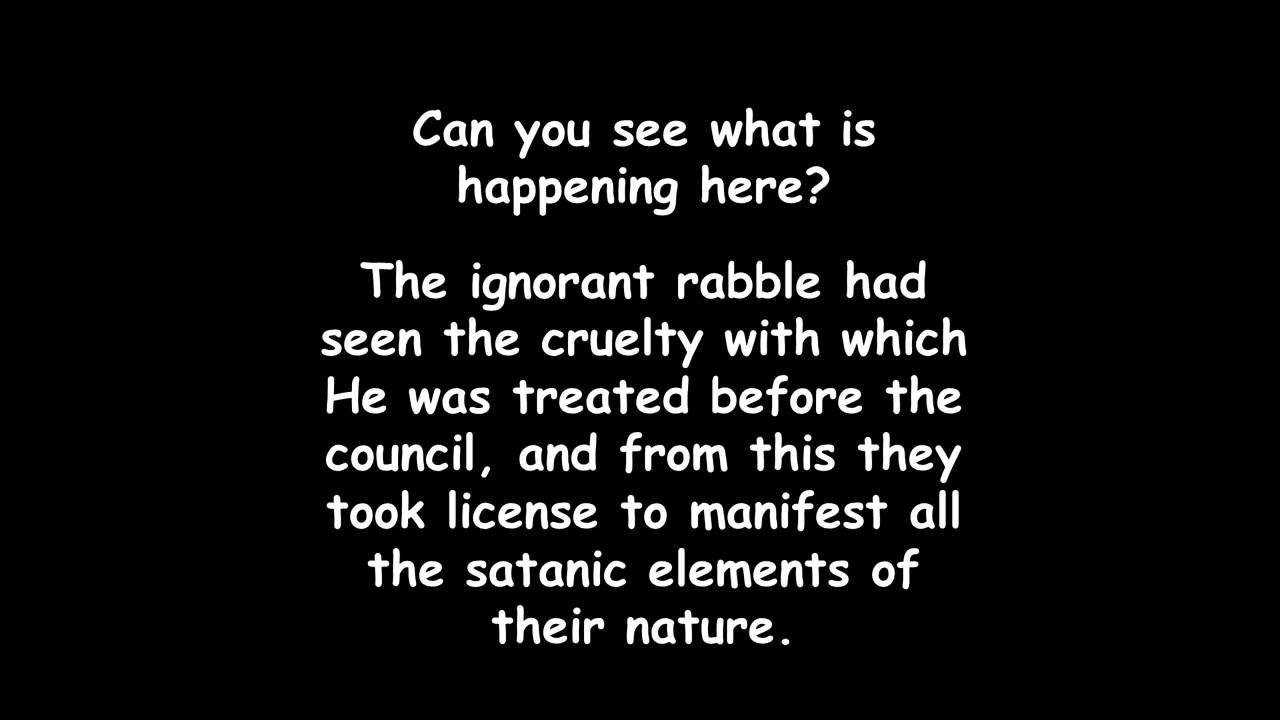 Can you see what is
happening here?
The ignorant rabble had
seen the cruelty with which
He was treated before the
council, and from this they
took license to manifest all
the satanic elements of
their nature.